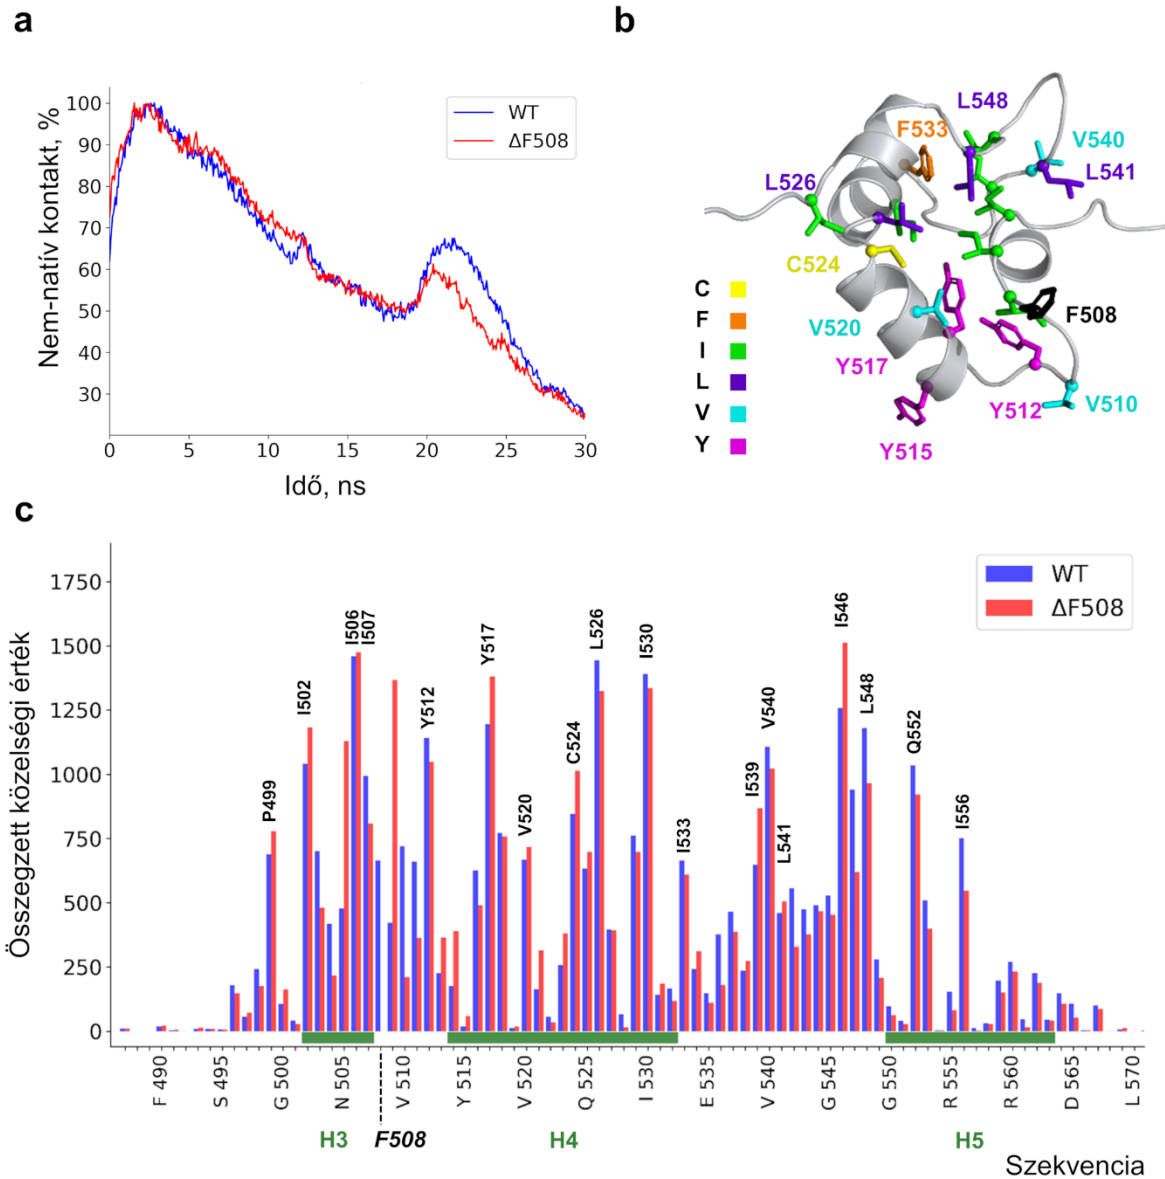 a
Nem-natív kontakt, %
100
90
80
70
60
50
40
30
0
5
10
15
20
25
30
Idő, ns
WT
ΔF508
b
L548
F533
V540
L541
L526
C524
F508
V520
Y517
Y512
V510
Y515
C
F
I
L
V
Y
c
Összegzett közelségi érték
1750
1500
1250
1000
750
500
250
0
WT
ΔF508
P499
I502
I506
I507
Y512
Y517
V520
C524
L526
I530
I533
I539
V540
L541
I546
L548
Q552
I556
F 490
S 495
G 500
N 505
V 510
Y 515
V 520
Q 525
I 530
E 535
V 540
G 545
G 550
R 555
R 560
D 565
L 570
H3
F508
H4
H5
Szekvencia